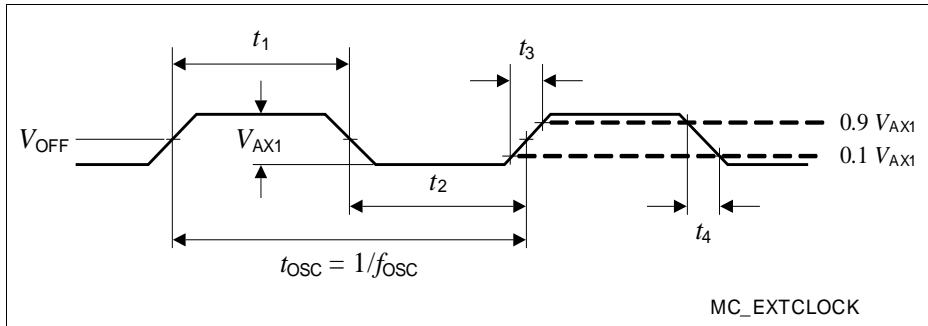 t1
t3
VOFF
VAX1
0.9 VAX1
0.1 VAX1
t2
t4
tOSC = 1/fOSC
MC_EXTCLOCK